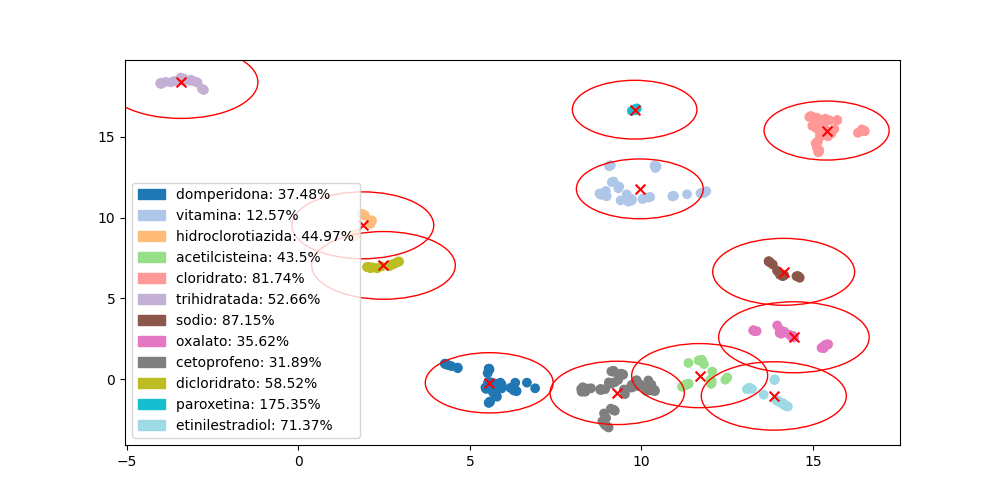 15
10
5
0
−5
0
5
10
15
domperidona: 37.48%
vitamina: 12.57%
hidroclorotiazida: 44.97%
acetilcisteina: 43.5%
cloridrato: 81.74%
trihidratada: 52.66%
sodio: 87.15%
oxalato: 35.62%
cetoprofeno: 31.89%
dicloridrato: 58.52%
paroxetina: 175.35%
etinilestradiol: 71.37%